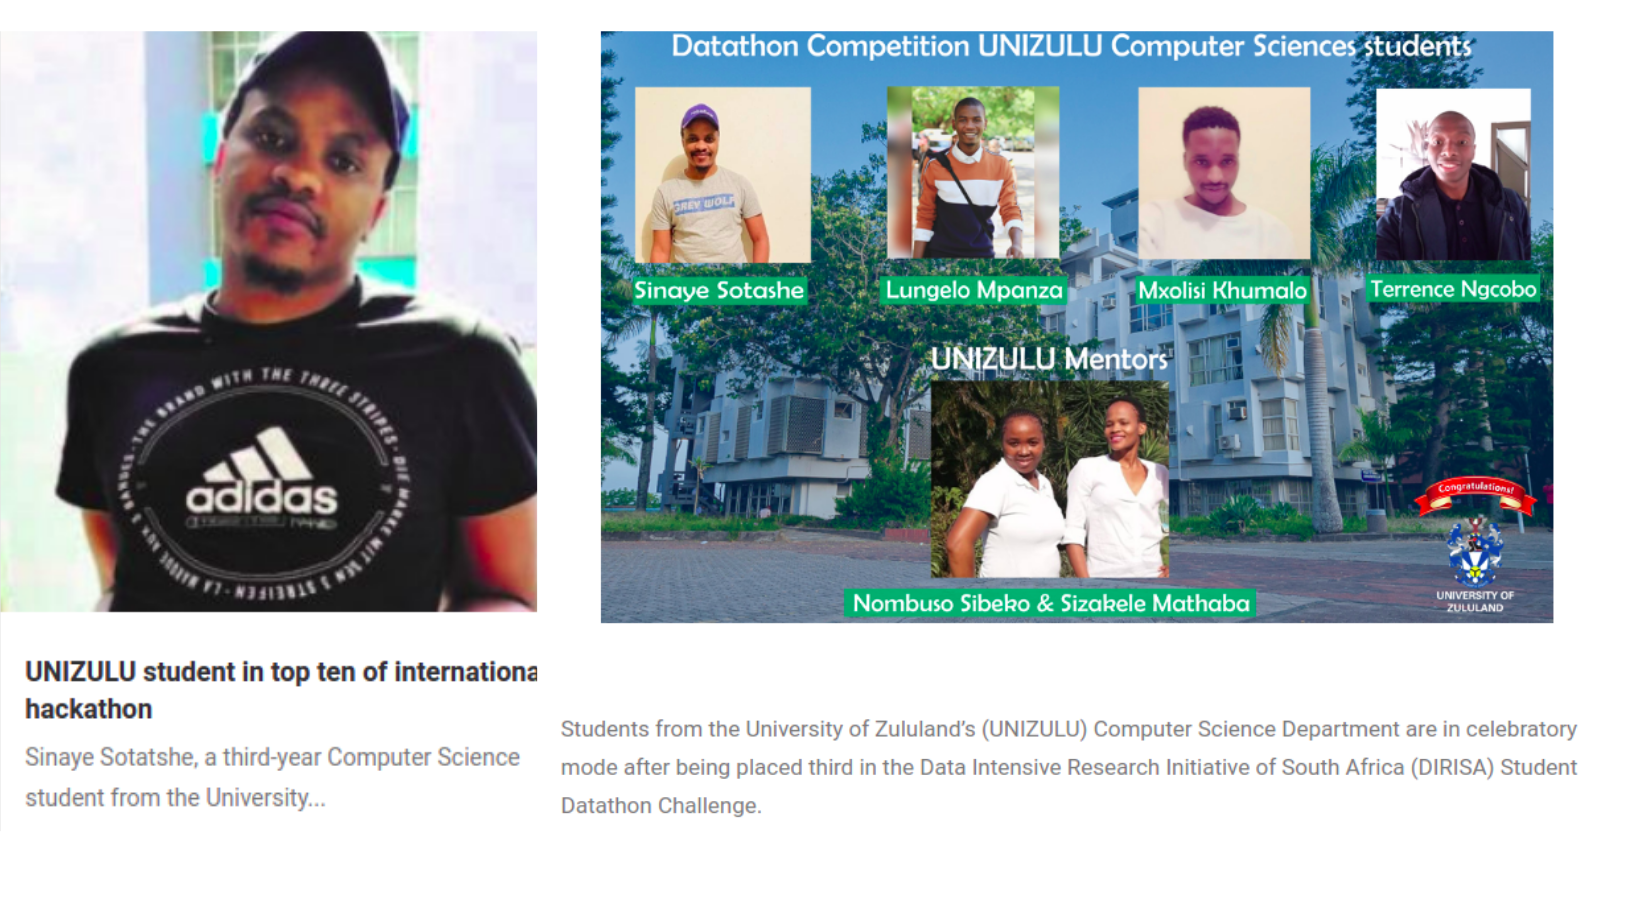 THE BRAND WITH THE THREE STRIPES
DIE MARKE MIT DEN 3 STREIFEN
LA MARQUE AUX 3 BANDES
adidas
UNIZULU student in top ten of internationa
hackathon
Sinaye Sotatshe, a third-year Computer Science
student from the University...
Datathon Competition UNIZULU Computer Sciences students
GREY WOLF
Sinaye Sotashe
Lungelo Mpanza
Mxolisi Khumalo
Terrence Ngcobo
UNIZULU Mentors
Nombuso Sibeko & Sizakele Mathaba
Congratulations!
UNIVERSITY OF
ZULULAND
Students from the University of Zululand’s (UNIZULU) Computer Science Department are in celebratory
mode after being placed third in the Data Intensive Research Initiative of South Africa (DIRISA) Student
Datathon Challenge.